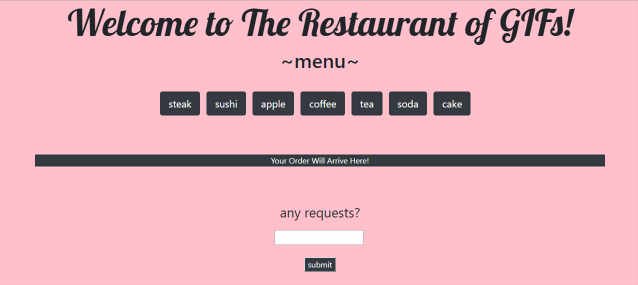 Welcome to The Restaurant of GIFs!
~menu~
steak sushi apple coffee tea soda cake
Your Order Will Arrive Here!
any requests?
submit